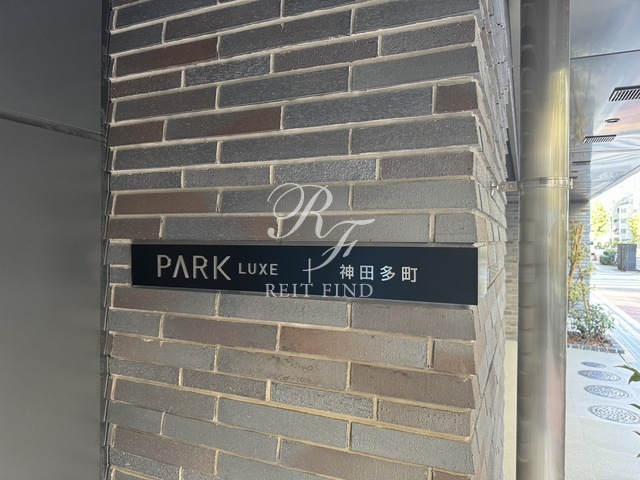 PARK LUXE 神田多町
RF
REIT FIND